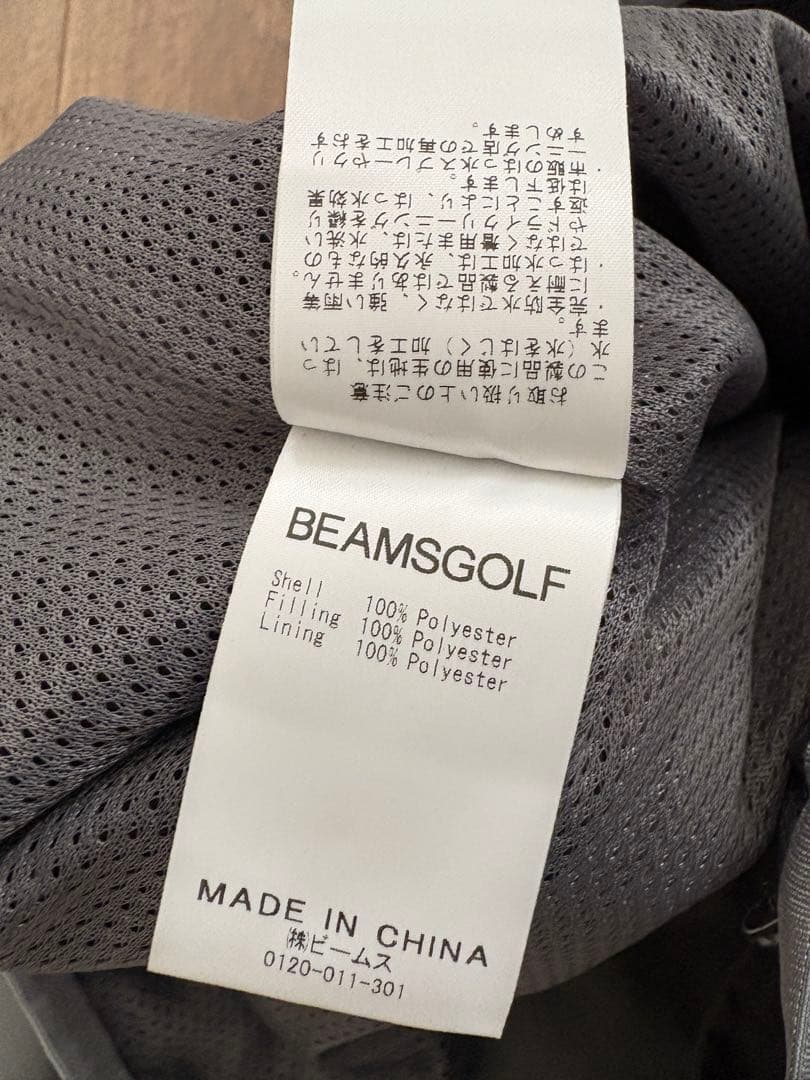 お取り扱い上のご注意
この製品に使用の生地は、はっ
水（水をはじく）加工をしてい
ます。
・完全防水ではなく、強い雨等
に耐える製品ではありません。
・はっ水加工は、永久的なもの
ではなく着用または、水洗い
やドライクリーニングを繰り
返すことにより、はっ水効果
は低下します。
・市販のはっ水スプレーやクリ
ーニング店での再加工をおす
すめします。
BEAMSGOLF
Shell 100% Polyester
Filling 100% Polyester
Lining 100% Polyester
MADE IN CHINA
㈱ビームス
0120-011-301